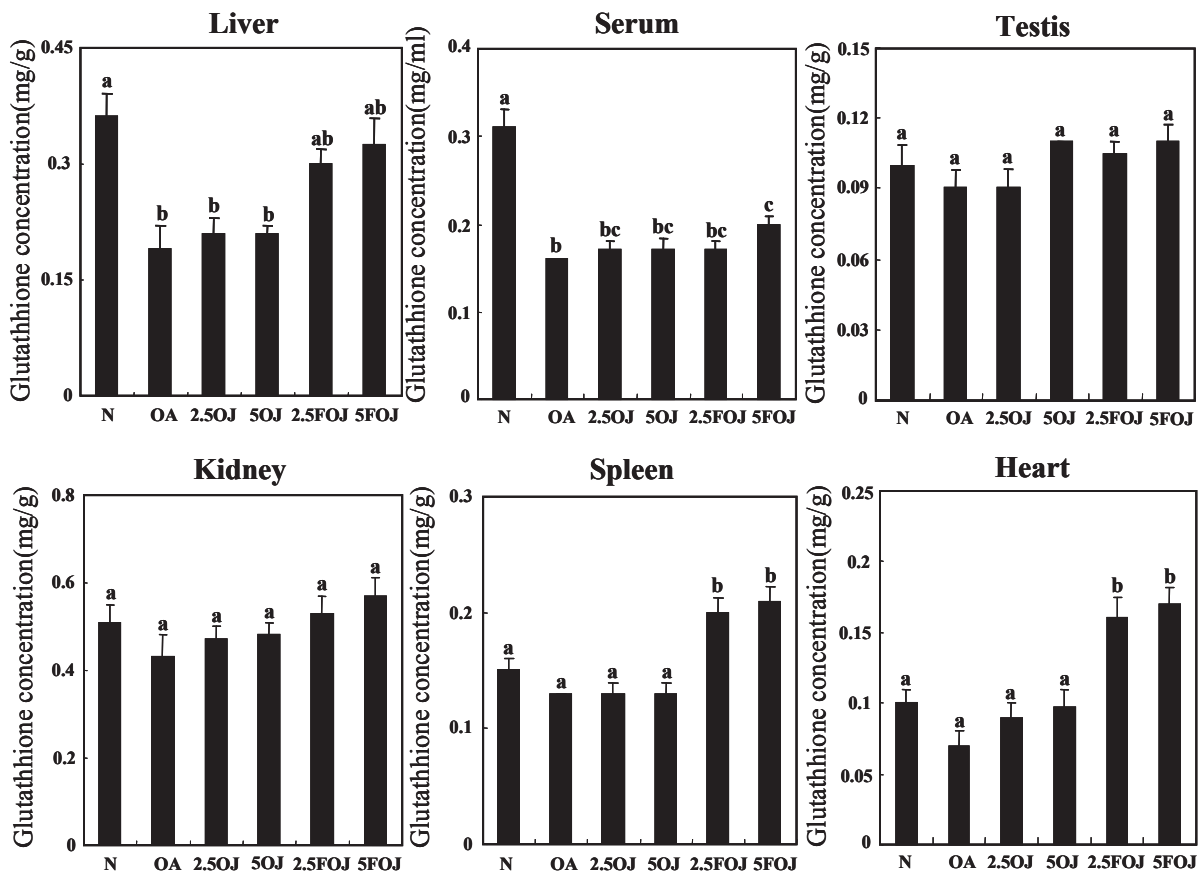 Liver
Glutathhione concentration(mg/g)
0.45
0.3
0.15
0
a
b
b
b
ab
ab
N OA 2.5OJ 5OJ 2.5FOJ 5FOJ
Serum
Glutathhione concentration(mg/ml)
0.4
0.3
0.2
0.1
0
a
b
bc
bc
bc
c
N OA 2.5OJ 5OJ 2.5FOJ 5FOJ
Testis
Glutathhione concentration(mg/g)
0.15
0.12
0.09
0.06
0.03
0
a
a
a
a
a
a
N OA 2.5OJ 5OJ 2.5FOJ 5FOJ
Kidney
Glutathhione concentration(mg/g)
0.8
0.6
0.4
0.2
0
a
a
a
a
a
a
N OA 2.5OJ 5OJ 2.5FOJ 5FOJ
Spleen
Glutathhione concentration(mg/g)
0.3
0.2
0.1
0
a
a
a
a
b
b
N OA 2.5OJ 5OJ 2.5FOJ 5FOJ
Heart
Glutathhione concentration(mg/g)
0.25
0.2
0.15
0.1
0.05
0
a
a
a
a
b
b
N OA 2.5OJ 5OJ 2.5FOJ 5FOJ